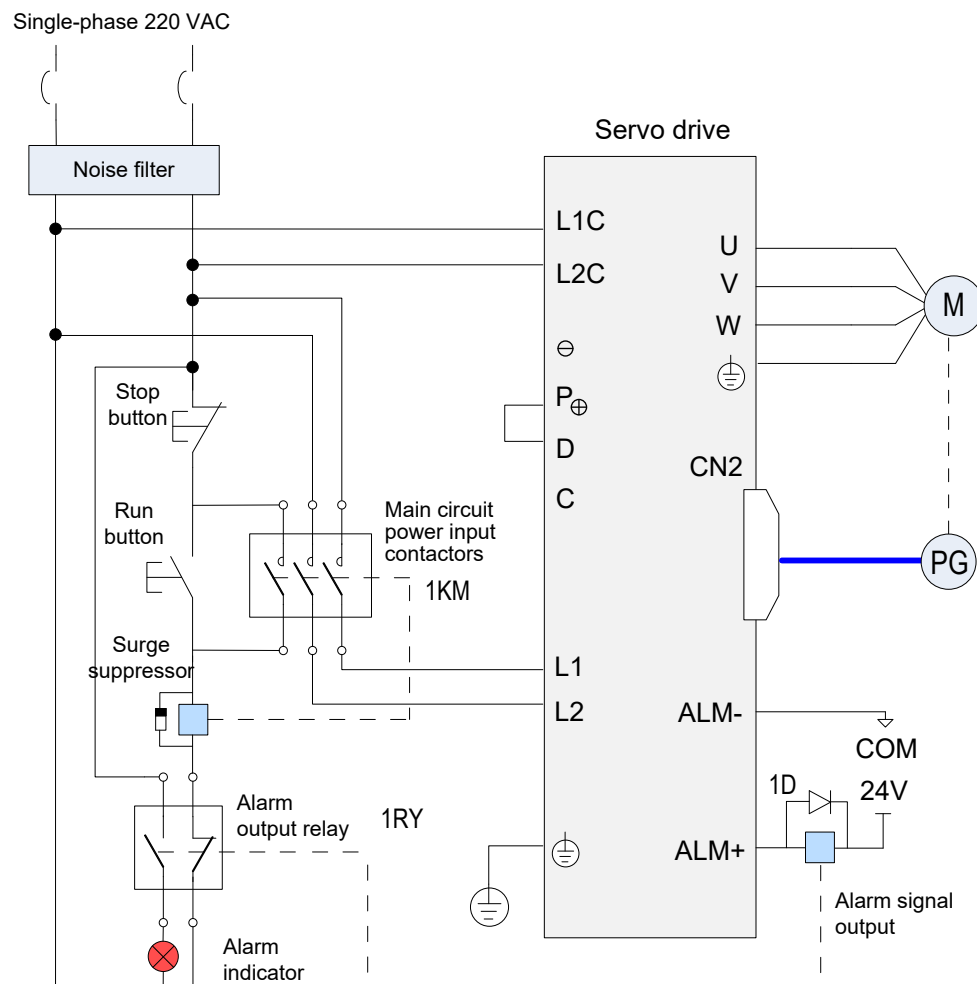 Single-phase 220 VAC
Noise filter
Servo drive
L1C
L2C
U
V
W
M
P
D
C
Stop
button
CN2
Run
button
Main circuit
power input
contactors
1KM
PG
Surge
suppressor
L1
L2
ALM-
COM
1D
24V
Alarm
output relay
1RY
ALM+
Alarm signal
output
Alarm
indicator